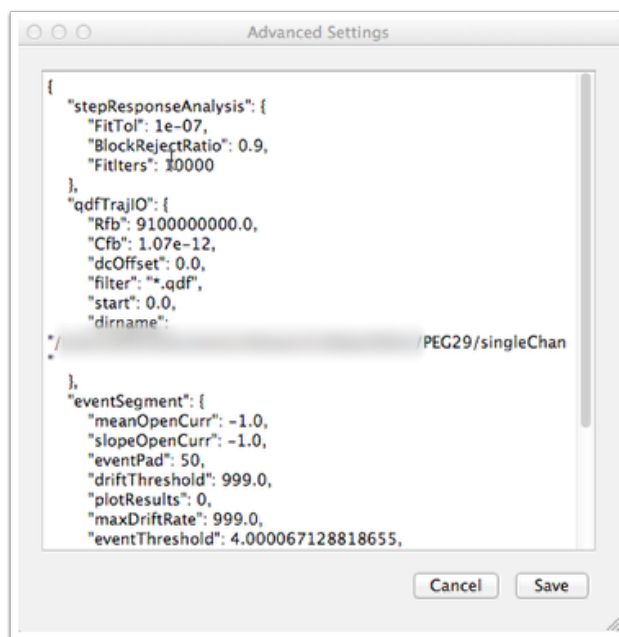 Advanced Settings
{
"stepResponseAnalysis": {
"FitTol": 1e-07,
"BlockRejectRatio": 0.9,
"FitIters": 10000
},
"qdfTrajIO": {
"Rfb": 9100000000.0,
"Cfb": 1.07e-12,
"dcOffset": 0.0,
"filter": "*.qdf",
"start": 0.0,
"dirname":
"/ /PEG29/singleChan
"
},
"eventSegment": {
"meanOpenCurr": -1.0,
"slopeOpenCurr": -1.0,
"eventPad": 50,
"driftThreshold": 999.0,
"plotResults": 0,
"maxDriftRate": 999.0,
"eventThreshold": 4.000067128818655,
Cancel
Save